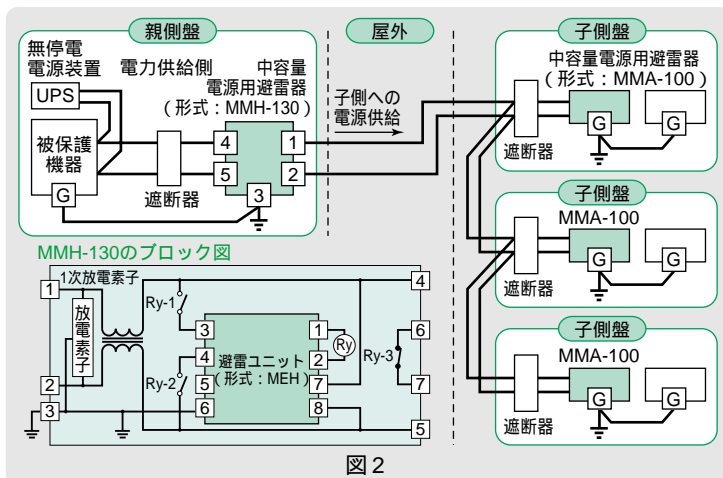 親側盤
無停電
電源装置
UPS
電力供給側
中容量
電源用避雷器
(形式:MMH-130)
被保護
機器
G
遮断器
4
5
1
2
3
屋外
子側への
電源供給
子側盤
中容量電源用避雷器
(形式:MMA-100)
G
G
遮断器
子側盤
MMA-100
G
G
遮断器
子側盤
MMA-100
G
G
遮断器
MMH-130のブロック図
1次放電素子
1
放電素子
2
3
Ry-1
Ry-2
3
4
5
6
避雷ユニット
(形式:MEH)
1
2
7
8
Ry
Ry-3
4
6
7
5
図2